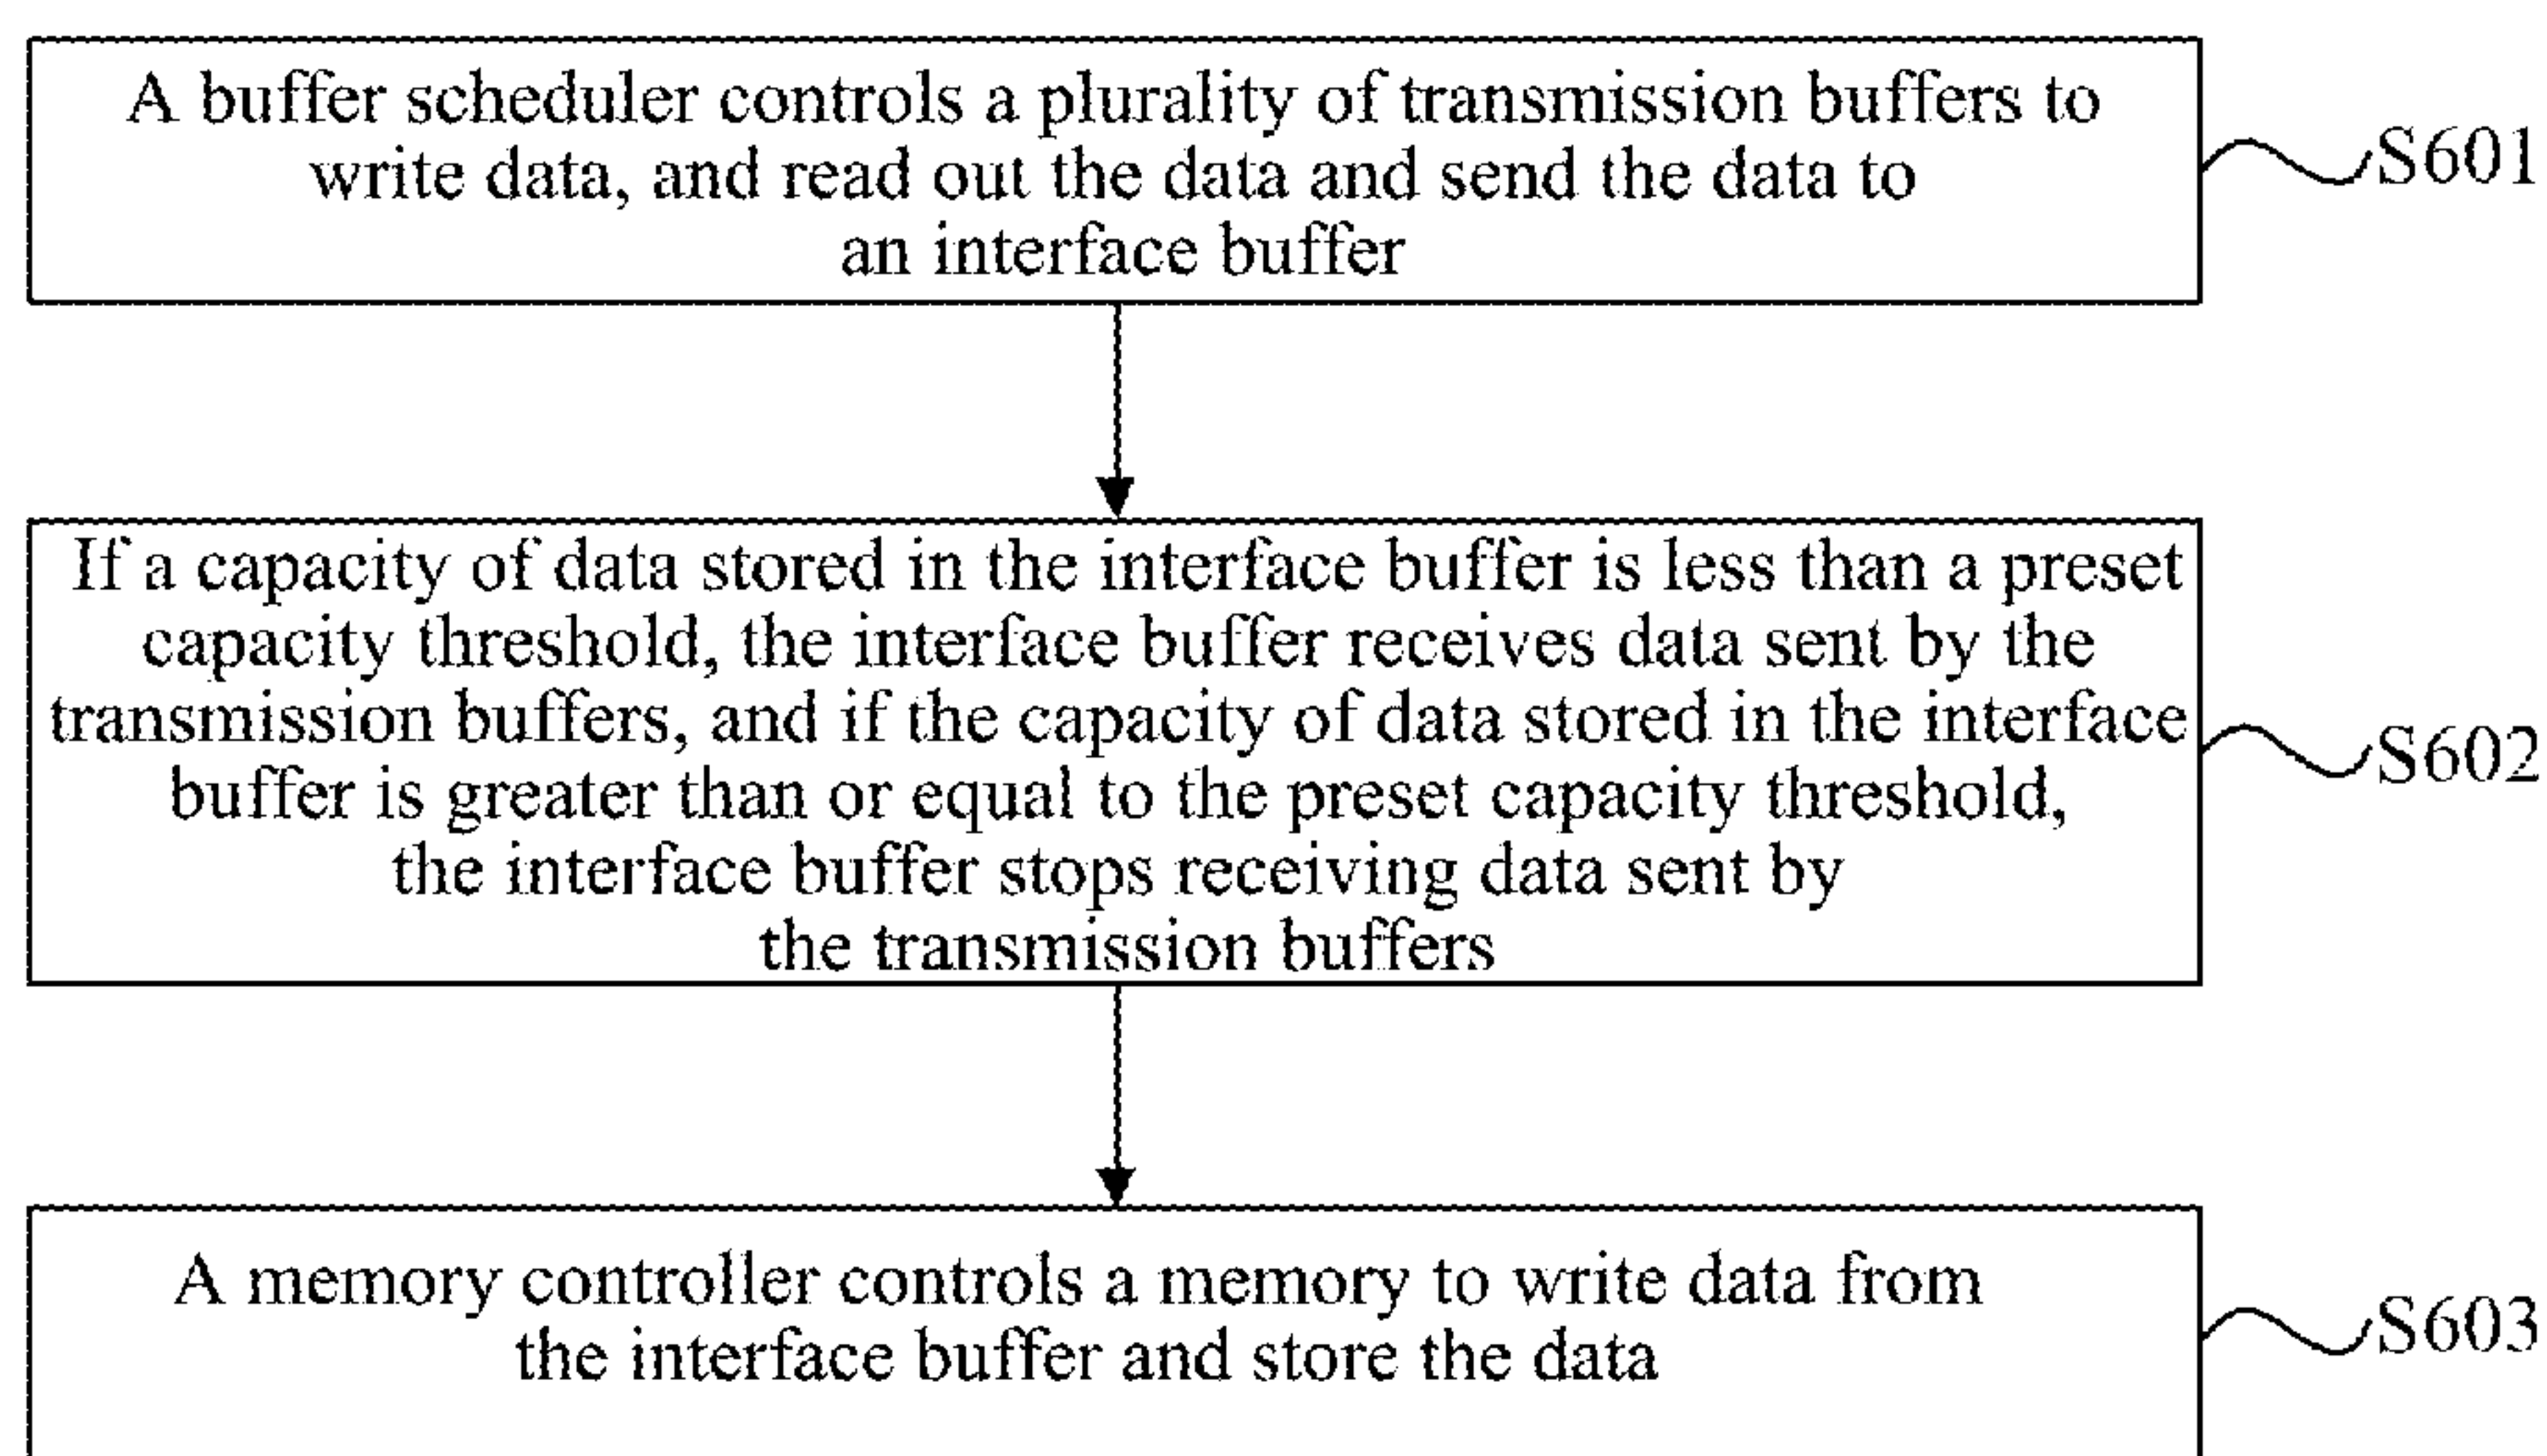 A buffer scheduler controls a plurality of transmission buffers to
write data, and read out the data and send the data to
an interface buffer
S601
If a capacity of data stored in the interface buffer is less than a preset
capacity threshold, the interface buffer receives data sent by the
transmission buffers, and if the capacity of data stored in the interface
buffer is greater than or equal to the preset capacity threshold,
the interface buffer stops receiving data sent by
the transmission buffers
S602
A memory controller controls a memory to write data from
the interface buffer and store the data
S603